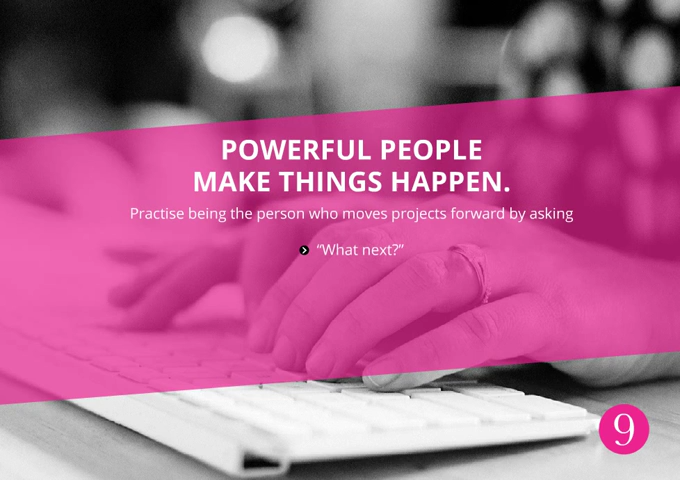 POWERFUL PEOPLE
MAKE THINGS HAPPEN.
Practise being the person who moves projects forward by asking
“What next?”
9